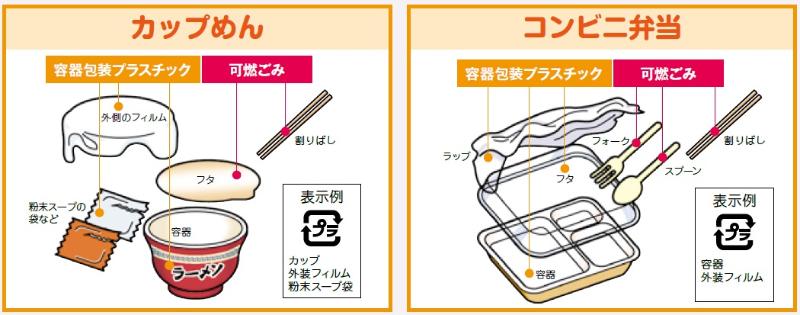 カップめん
容器包装プラスチック
可燃ごみ
外側のフィルム
割りばし
フタ
粉末スープの
袋など
容器
ラーメン
表示例
プラ
カップ
外装フィルム
粉末スープ袋
コンビニ弁当
容器包装プラスチック
可燃ごみ
ラップ
フォーク
割りばし
スプーン
フタ
容器
表示例
プラ
容器
外装フィルム